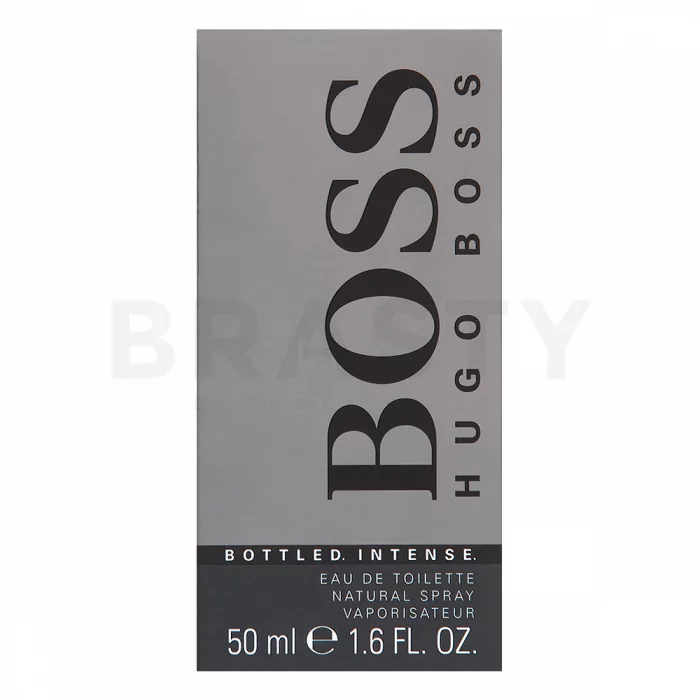 BOSS
HUGO BOSS
BRASTY
BOTTLED. INTENSE.
EAU DE TOILETTE
NATURAL SPRAY
VAPORISATEUR
50 ml ℮ 1.6 FL. OZ.